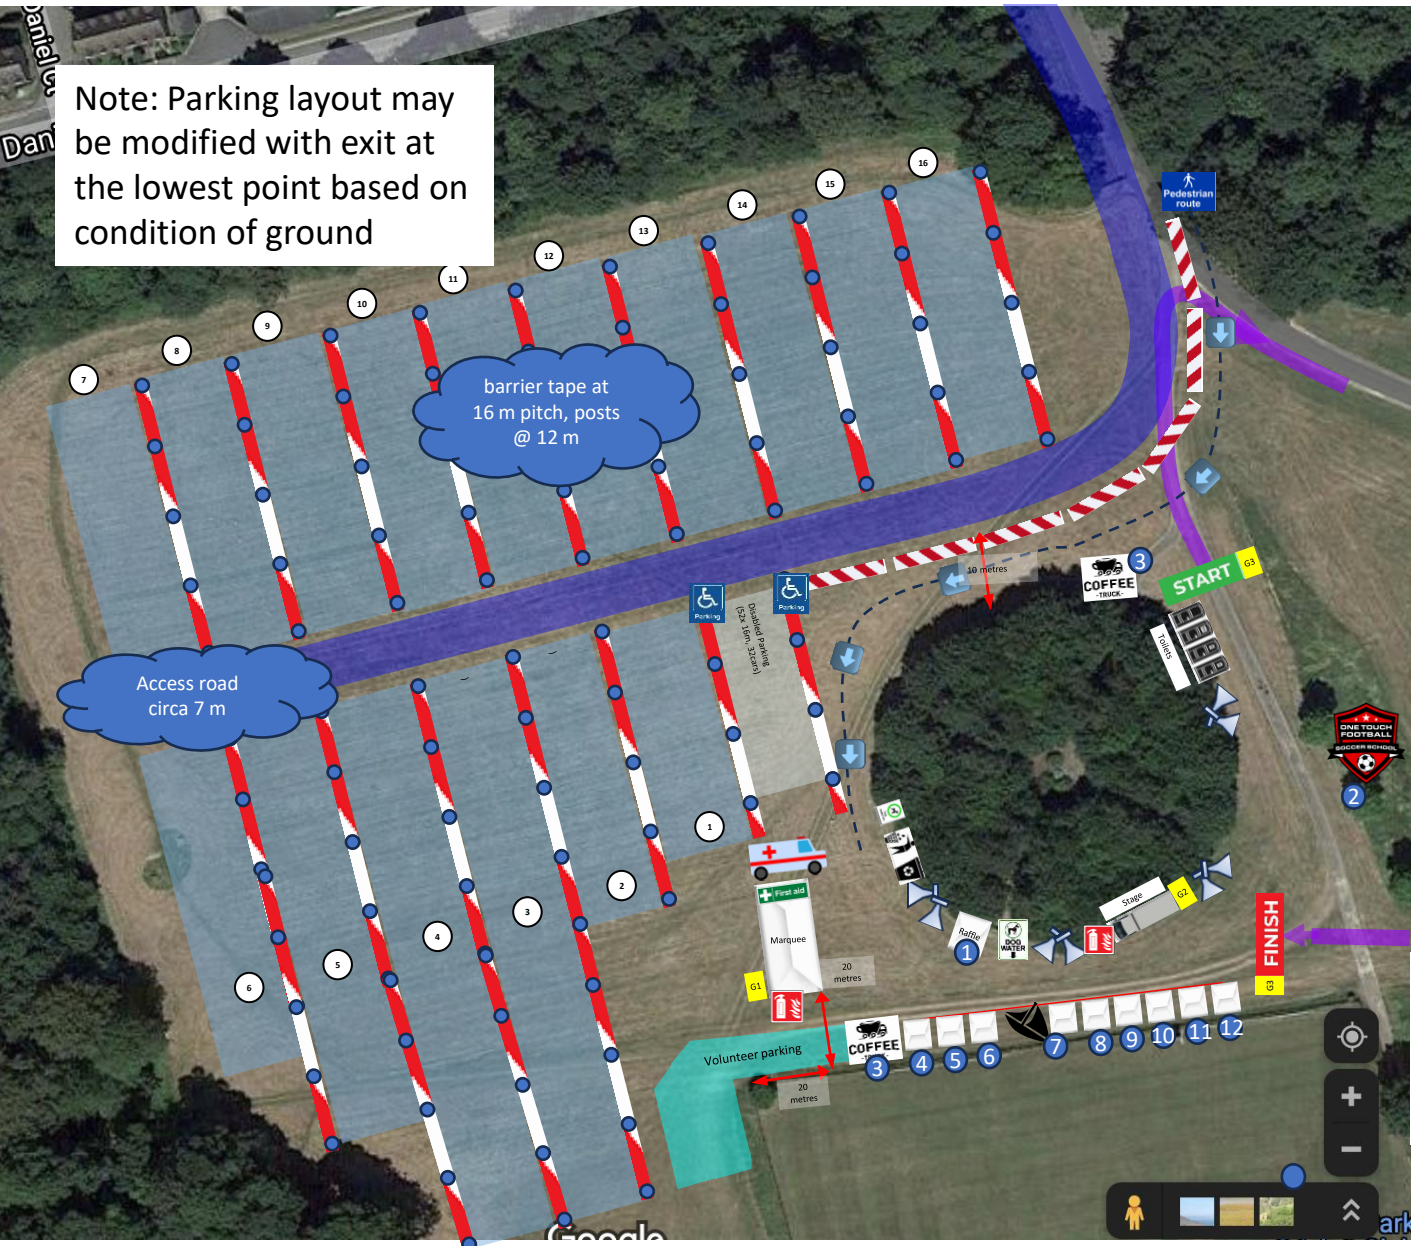 Daniel C
Dani
Note: Parking layout may
be modified with exit at
the lowest point based on
condition of ground
Pedestrian
route
16
15
14
13
12
11
10
9
8
7
barrier tape at
16 m pitch, posts
@ 12 m
10 metres
COFFEE
-TRUCK-
3
START
G3
Parking
Parking
Disabled Parking
(52x 16m, 32cars)
Toilets
Access road
circa 7 m
ONE TOUCH
FOOTBALL
SOCCER SCHOOL
2
1
2
3
4
5
6
First aid
Marquee
G1
20
metres
Raffle
1
DOG
WATER
Stage
G2
FINISH
G3
Volunteer parking
20
metres
COFFEE
3
4
5
6
7
8
9
10
11
12
Google
ark